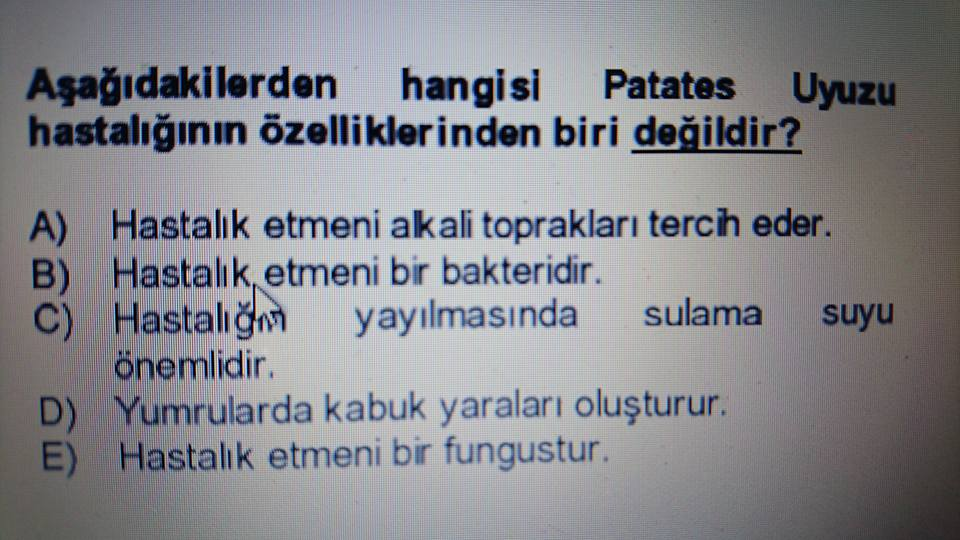 Aşağıdakilerden hangisi Patates Uyuzu
hastalığının özelliklerinden biri değildir?
A) Hastalık etmeni alkali toprakları tercih eder.
B) Hastalık etmeni bir bakteridir.
C) Hastalığın yayılmasında sulama suyu
önemlidir.
D) Yumrularda kabuk yaraları oluşturur.
E) Hastalık etmeni bir fungustur.